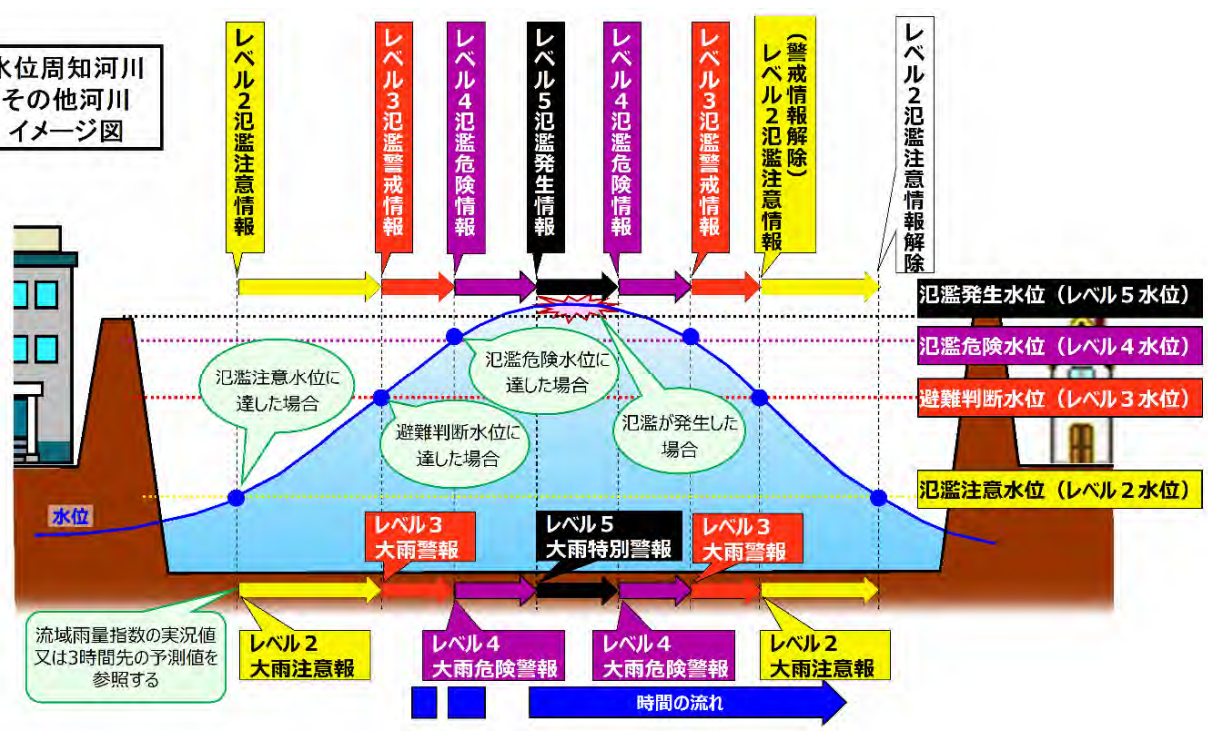 水位周知河川
その他河川
イメージ図
レベル2氾濫注意情報
レベル3氾濫警戒情報
レベル4氾濫危険情報
レベル5氾濫発生情報
レベル4氾濫危険情報
レベル3氾濫警戒情報
（警戒情報解除）
レベル2氾濫注意情報
レベル2氾濫注意情報解除
氾濫発生水位（レベル５水位）
氾濫危険水位（レベル４水位）
避難判断水位（レベル３水位）
氾濫注意水位（レベル２水位）
氾濫注意水位に
達した場合
避難判断水位に
達した場合
氾濫危険水位に
達した場合
氾濫が発生した
場合
水位
レベル３
大雨警報
レベル５
大雨特別警報
レベル３
大雨警報
流域雨量指数の実況値
又は3時間先の予測値を
参照する
レベル２
大雨注意報
レベル４
大雨危険警報
レベル４
大雨危険警報
レベル２
大雨注意報
時間の流れ